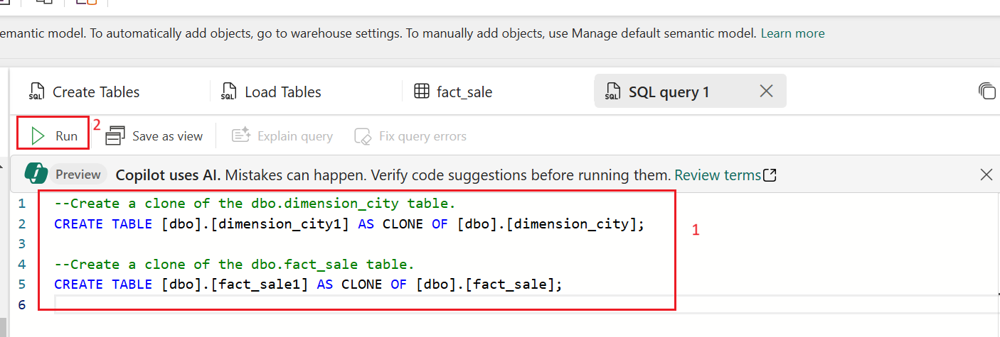 emantic model. To automatically add objects, go to warehouse settings. To manually add objects, use Manage default semantic model. Learn more
SQL Create Tables SQL Load Tables fact_sale SQL SQL query 1
Run 2 Save as view Explain query Fix query errors
Preview Copilot uses AI. Mistakes can happen. Verify code suggestions before running them. Review terms
1 --Create a clone of the dbo.dimension_city table.
2 CREATE TABLE [dbo].[dimension_city1] AS CLONE OF [dbo].[dimension_city];
1
3
4 --Create a clone of the dbo.fact_sale table.
5 CREATE TABLE [dbo].[fact_sale1] AS CLONE OF [dbo].[fact_sale];
6